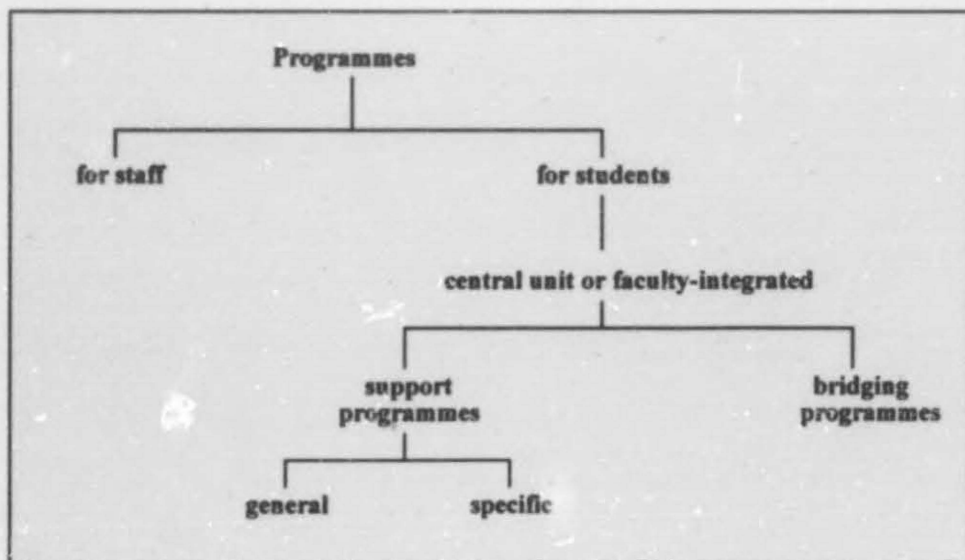 Programmes
for staff
for students
central unit or faculty-integrated
support
programmes
bridging
programmes
general
specific